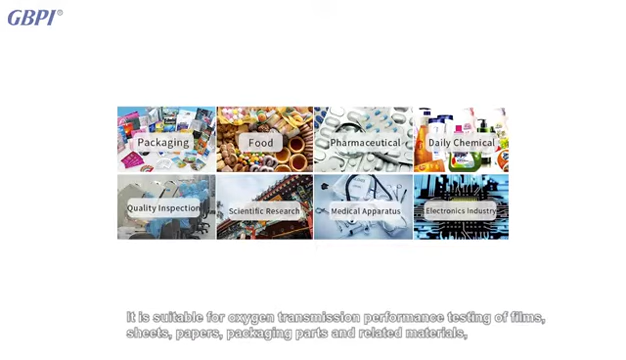 GBPI®
Packaging
Food
Pharmaceutical
Daily Chemical
Quality Inspection
Scientific Research
Medical Apparatus
Electronics Industry
It is suitable for oxygen transmission performance testing of films,
sheets, papers, packaging parts and related materials,